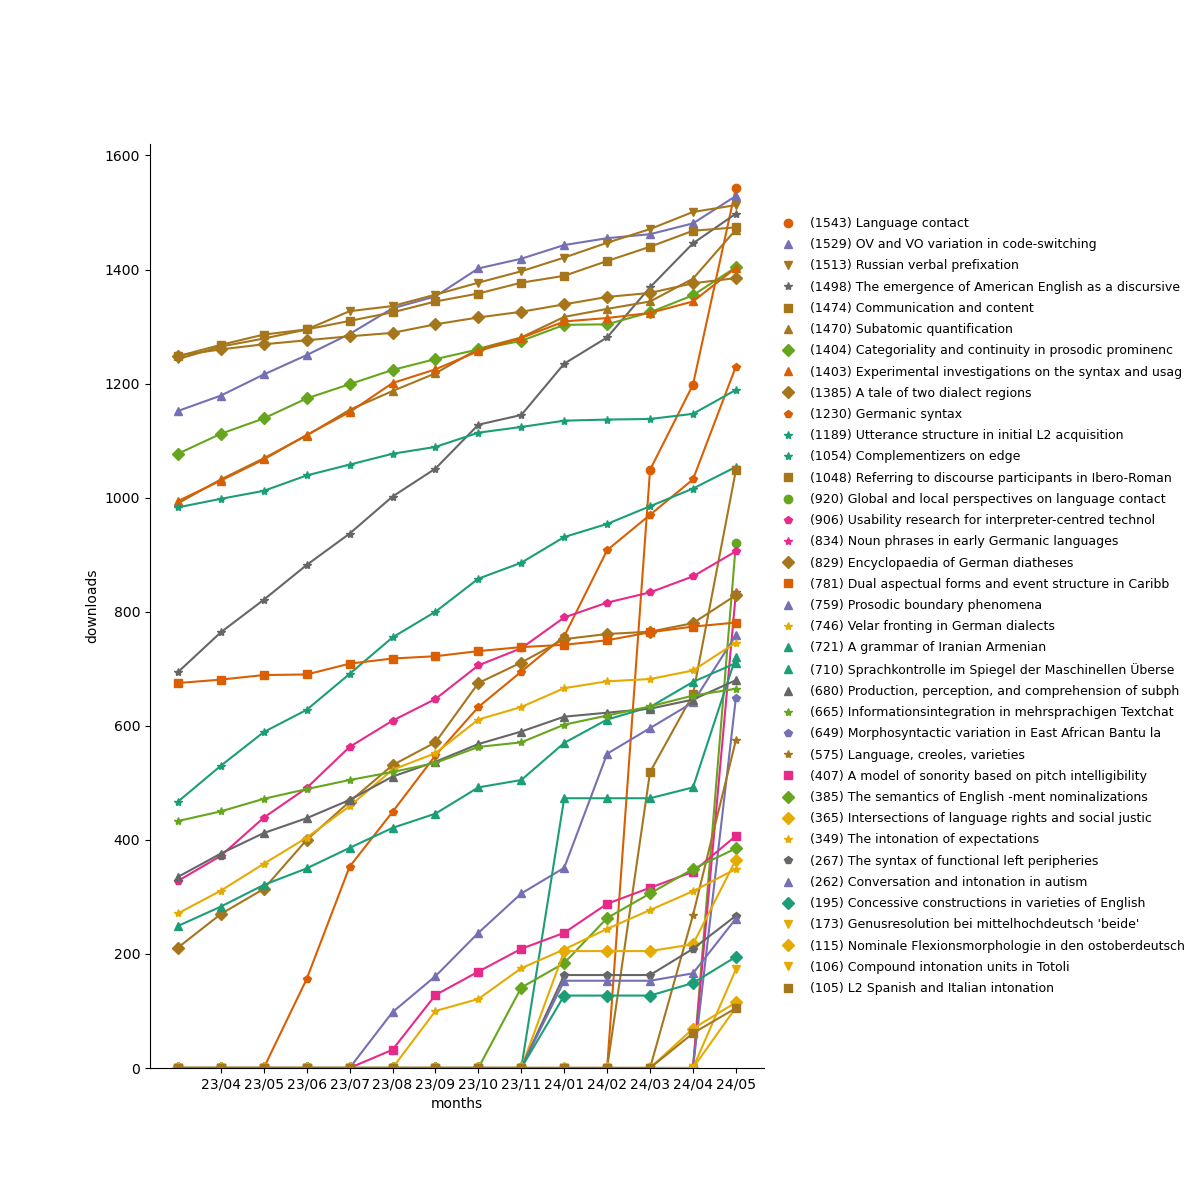 1600
1400
1200
1000
800
600
400
200
0
downloads
23/04 23/05 23/06 23/07 23/08 23/09 23/10 23/11 24/01 24/02 24/03 24/04 24/05
months
(1543) Language contact
(1529) OV and VO variation in code-switching
(1513) Russian verbal prefixation
(1498) The emergence of American English as a discursive
(1474) Communication and content
(1470) Subatomic quantification
(1404) Categoriality and continuity in prosodic prominenc
(1403) Experimental investigations on the syntax and usag
(1385) A tale of two dialect regions
(1230) Germanic syntax
(1189) Utterance structure in initial L2 acquisition
(1054) Complementizers on edge
(1048) Referring to discourse participants in Ibero-Roman
(920) Global and local perspectives on language contact
(906) Usability research for interpreter-centred technol
(834) Noun phrases in early Germanic languages
(829) Encyclopaedia of German diatheses
(781) Dual aspectual forms and event structure in Caribb
(759) Prosodic boundary phenomena
(746) Velar fronting in German dialects
(721) A grammar of Iranian Armenian
(710) Sprachkontrolle im Spiegel der Maschinellen Überse
(680) Production, perception, and comprehension of subph
(665) Informationsintegration in mehrsprachigen Textchat
(649) Morphosyntactic variation in East African Bantu la
(575) Language, creoles, varieties
(407) A model of sonority based on pitch intelligibility
(385) The semantics of English -ment nominalizations
(365) Intersections of language rights and social justic
(349) The intonation of expectations
(267) The syntax of functional left peripheries
(262) Conversation and intonation in autism
(195) Concessive constructions in varieties of English
(173) Genusresolution bei mittelhochdeutsch 'beide'
(115) Nominale Flexionsmorphologie in den ostoberdeutsch
(106) Compound intonation units in Totoli
(105) L2 Spanish and Italian intonation